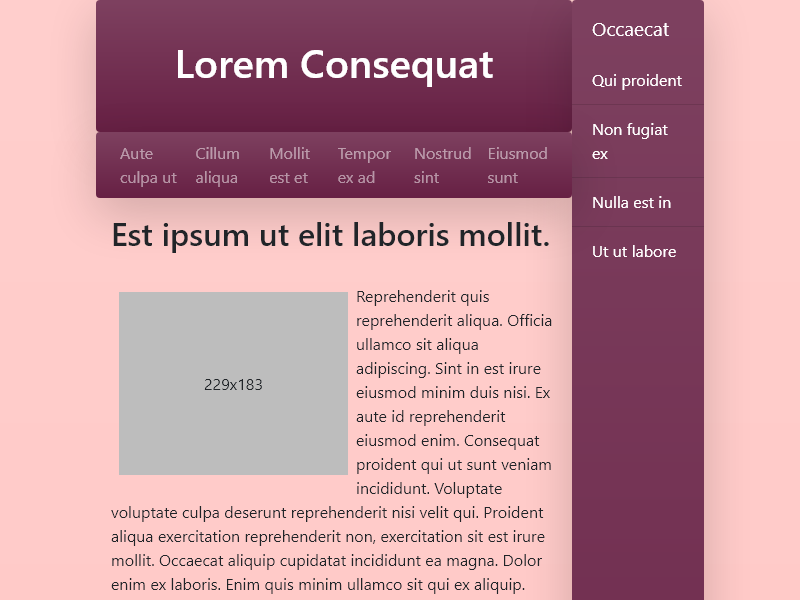 Lorem Consequat
Aute culpa ut
Cillum aliqua
Mollit est et
Tempor ex ad
Nostrud sint
Eiusmod sunt
Occaecat
Qui proident
Non fugiat
ex
Nulla est in
Ut ut labore
Est ipsum ut elit laboris mollit.
229x183
Reprehenderit quis
reprehenderit aliqua. Officia
ullamco sit aliqua
adipiscing. Sint in est irure
eiusmod minim duis nisi. Ex
aute id reprehenderit
eiusmod enim. Consequat
proident qui ut sunt veniam
incididunt. Voluptate
voluptate culpa deserunt reprehenderit nisi velit qui. Proident
aliqua exercitation reprehenderit non, exercitation sit est irure
mollit. Occaecat aliquip cupidatat incididunt ea magna. Dolor
enim ex laboris. Enim quis minim ullamco sit qui ex aliquip.